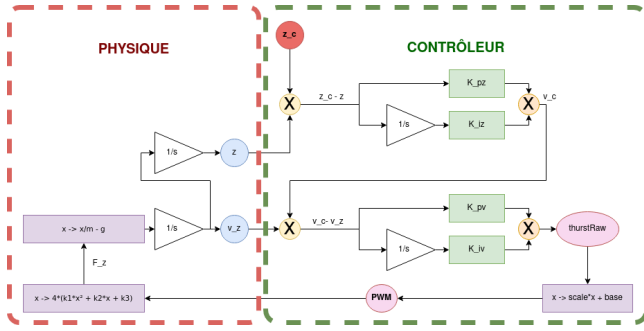 PHYSIQUE
CONTRÔLEUR
z_c
X
z_c - z
K_pz
X
v_c
1/s
K_iz
1/s
z
x -> x/m - g
1/s
v_z
X
v_c- v_z
K_pv
X
thurstRaw
1/s
K_iv
F_z
x -> 4*(k1*x² + k2*x + k3)
PWM
x -> scale*x + base